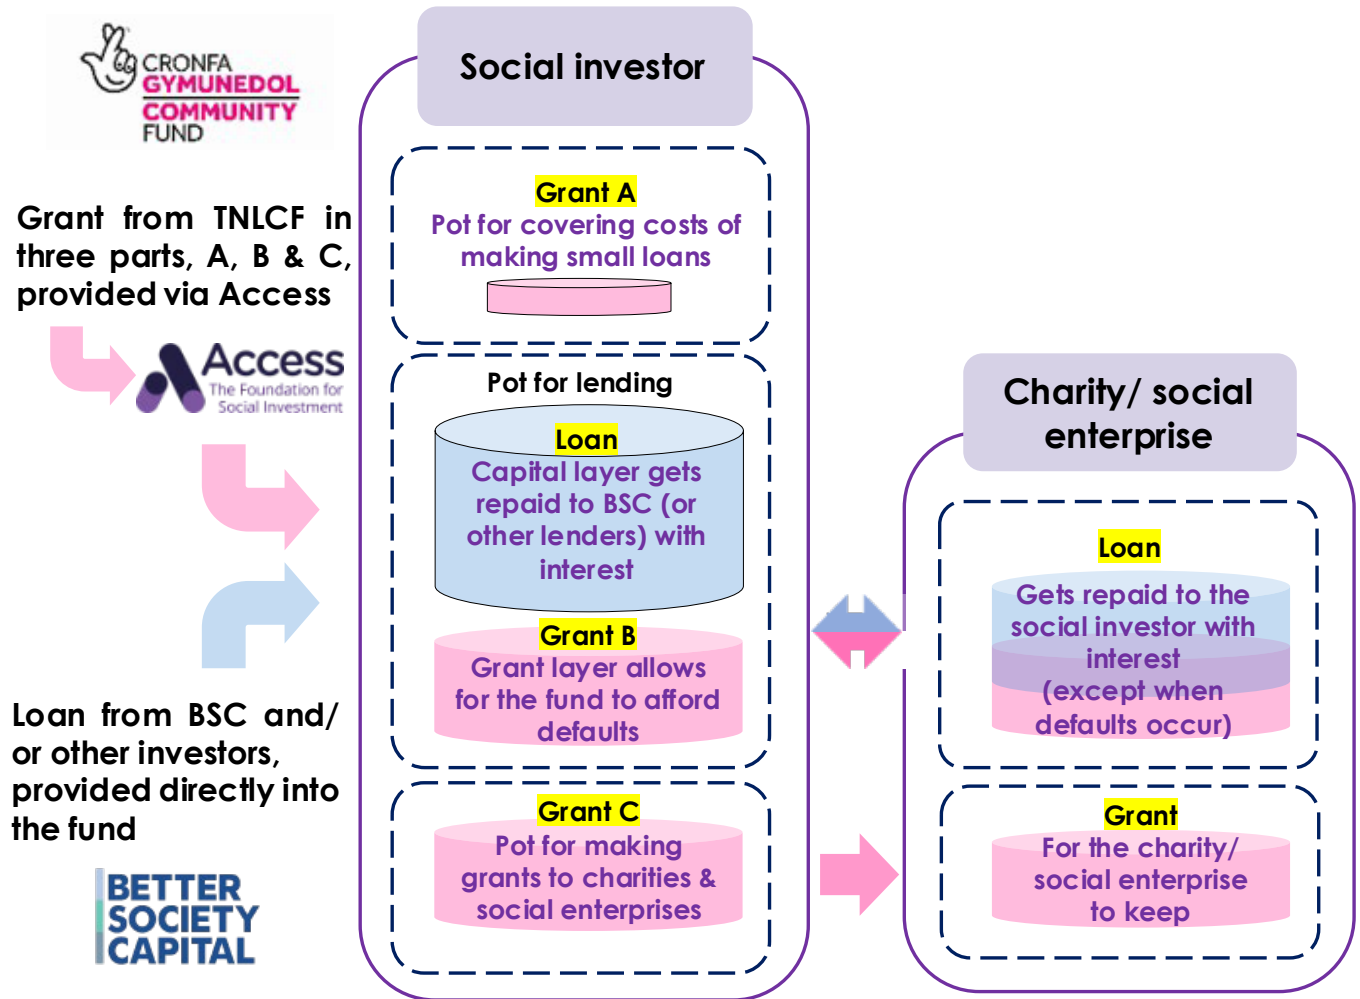 CRONFA
GYMUNEDOL
COMMUNITY
FUND
Grant from TNLCF in
three parts, A, B & C,
provided via Access
Access
The Foundation for
Social Investment
Loan from BSC and/
or other investors,
provided directly into
the fund
BETTER
SOCIETY
CAPITAL
Social investor
Grant A
Pot for covering costs of
making small loans
Pot for lending
Loan
Capital layer gets
repaid to BSC (or
other lenders) with
interest
Grant B
Grant layer allows
for the fund to afford
defaults
Grant C
Pot for making
grants to charities &
social enterprises
Charity/ social
enterprise
Loan
Gets repaid to the
social investor with
interest
(except when
defaults occur)
Grant
For the charity/
social enterprise
to keep